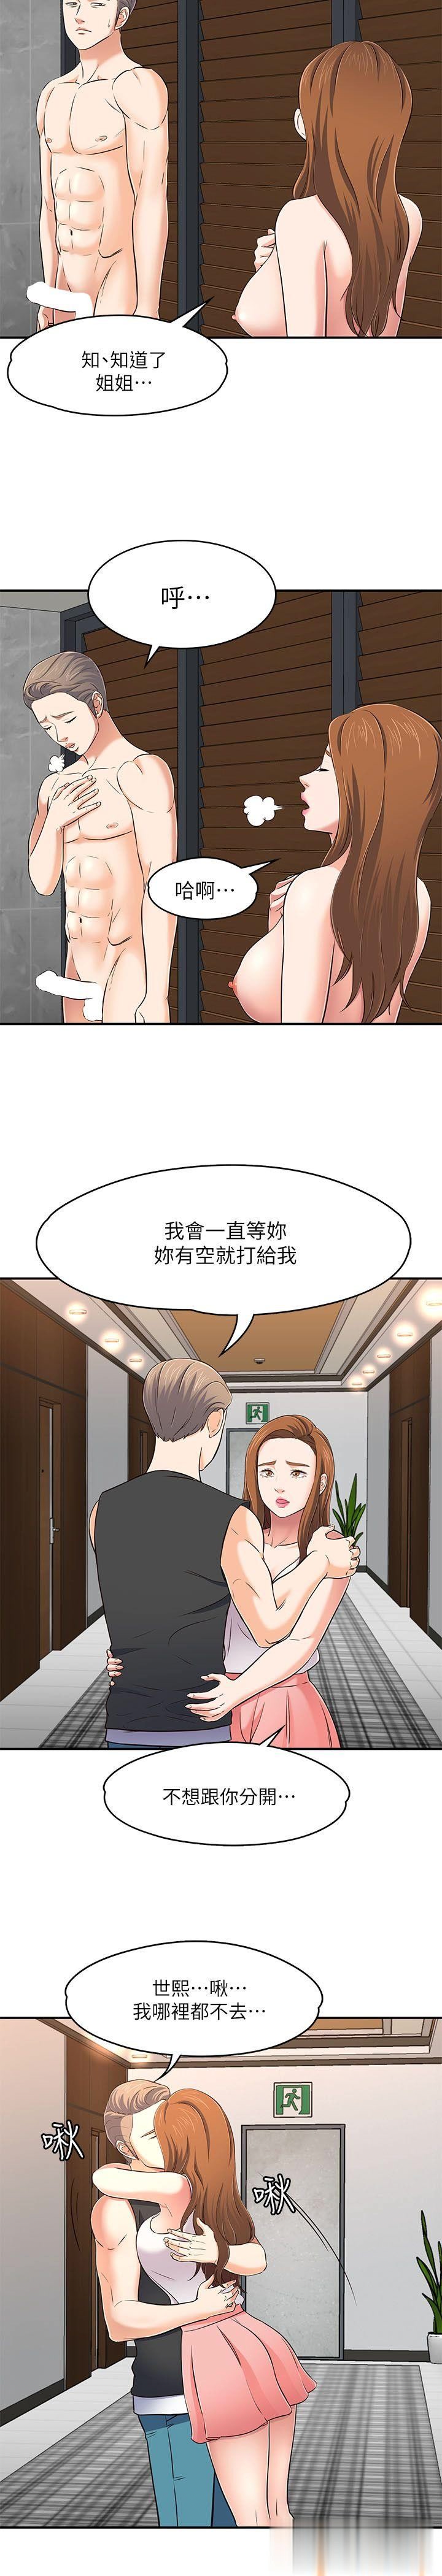 知、知道了
姐姐…
呼…
哈啊…
我會一直等妳
妳有空就打給我
不想跟你分開…
世熙…啾…
我哪裡都不去…
啾
啾